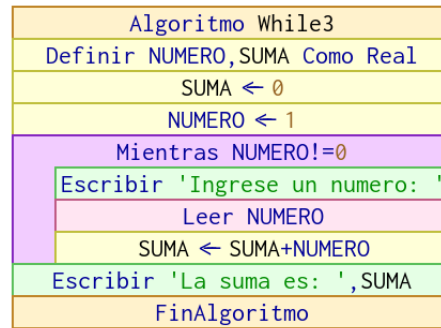 Algoritmo While3
Definir NUMERO,SUMA Como Real
SUMA ← 0
NUMERO ← 1
Mientras NUMERO!=0
Escribir 'Ingrese un numero: '
Leer NUMERO
SUMA ← SUMA+NUMERO
Escribir 'La suma es: ',SUMA
FinAlgoritmo